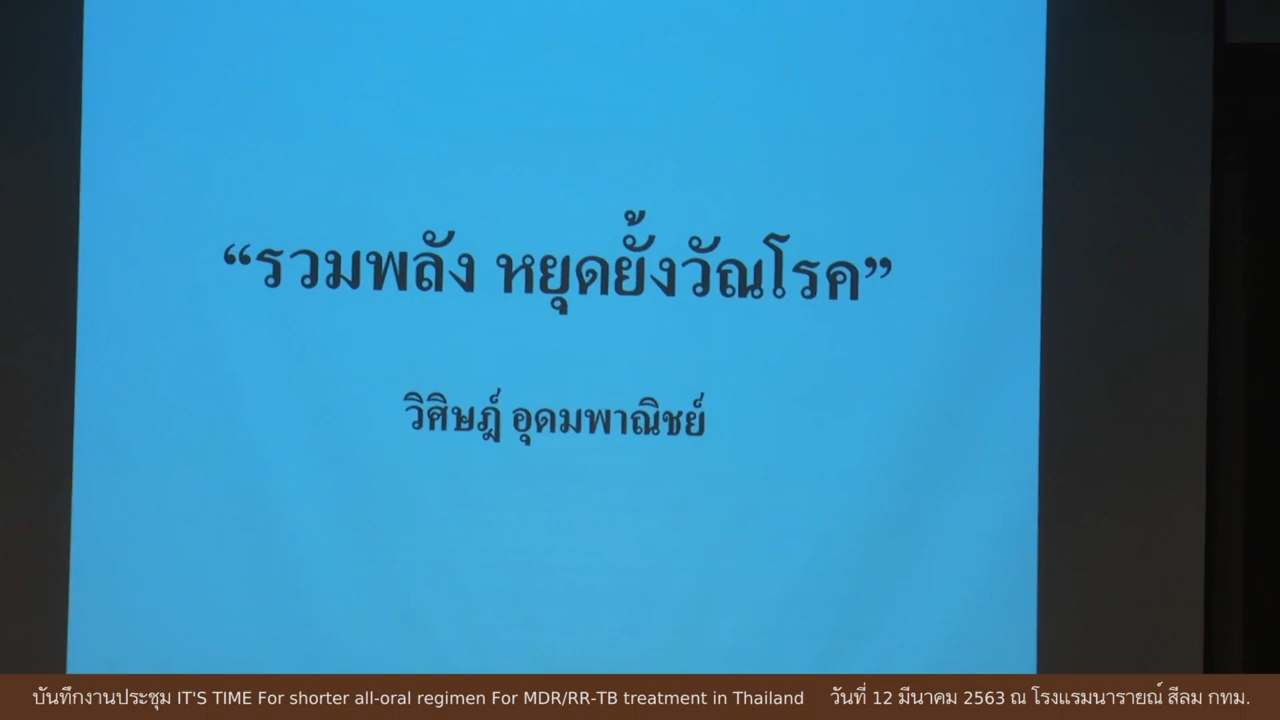 “รวมพลัง หยุดยั้งวัณโรค”
วิศิษฎ์ อุดมพาณิชย์
บันทึกงานประชุม IT'S TIME For shorter all-oral regimen For MDR/RR-TB treatment in Thailand วันที่ 12 มีนาคม 2563 ณ โรงแรมนารายณ์ สีลม กทม.